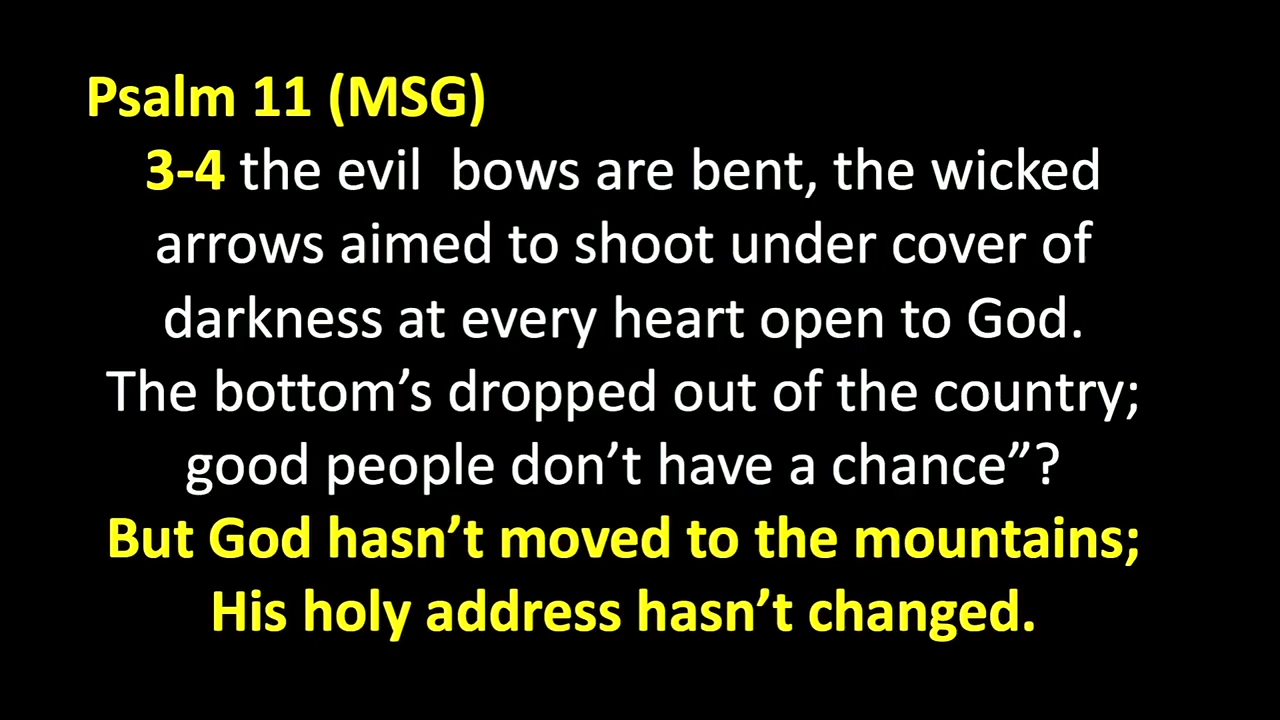 Psalm 11 (MSG)
3-4 the evil  bows are bent, the wicked
arrows aimed to shoot under cover of
darkness at every heart open to God.
The bottom’s dropped out of the country;
good people don’t have a chance”?
But God hasn’t moved to the mountains;
His holy address hasn’t changed.